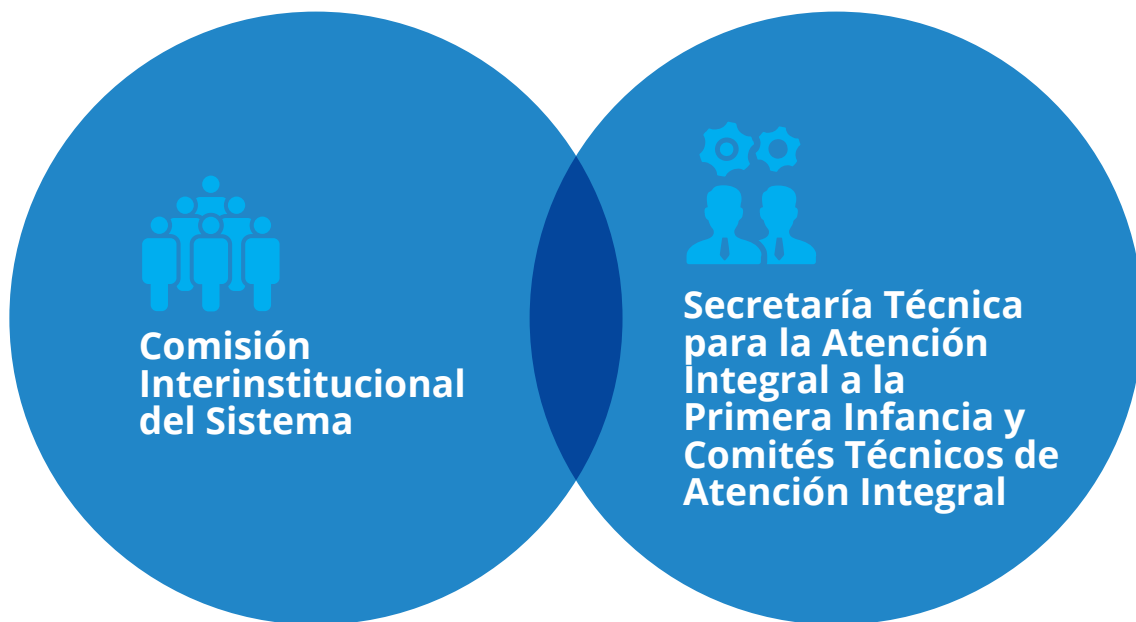 Comisión
Interinstitucional
del Sistema
Secretaría Técnica
para la Atención
Integral a la
Primera Infancia y
Comités Técnicos de
Atención Integral